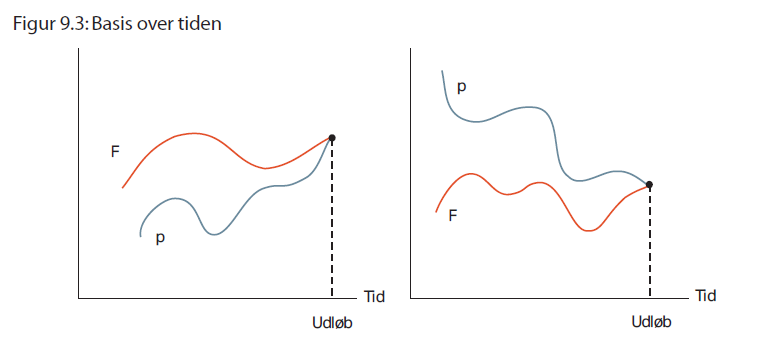 Figur 9.3: Basis over tiden
F
p
Tid
Udløb
p
F
Tid
Udløb